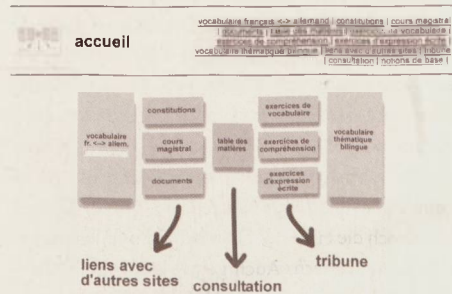 accueil
vocabulaire français <-> allemand | constitutions | cours magistral
| documents | table des matières | exercices de vocabulaire |
exercices de compréhension | exercices d'expression écrite |
vocabulaire thématique bilingue | liens avec d'autres sites | tribune
| consultation | notions de base |
vocabulaire
fr. <--> allem.
constitutions
cours
magistral
documents
table des
matières
exercices de
vocabulaire
exercices de
compréhension
exercices
d'expression
écrite
vocabulaire
thématique
bilingue
liens avec
d'autres sites
consultation
tribune